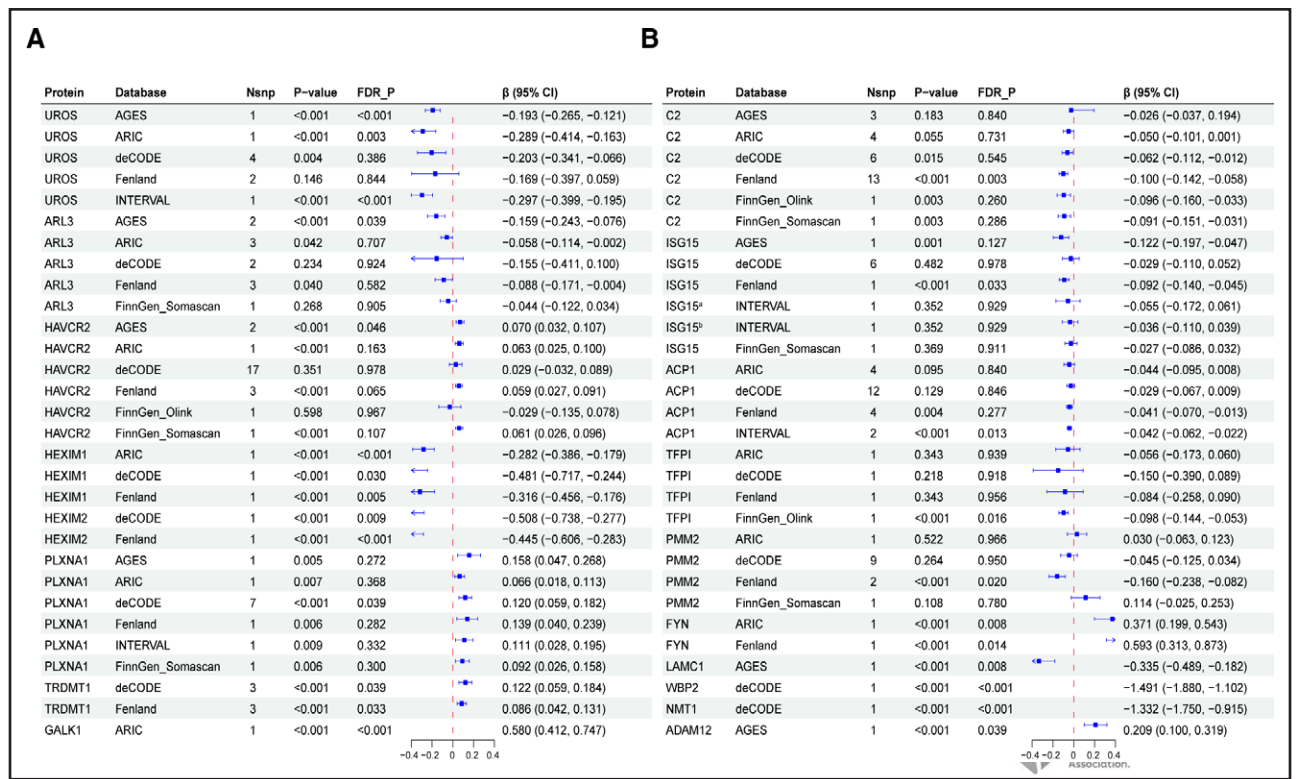 A
Protein Database Nsnp P−value FDR_P β (95% CI)
UROS AGES 1 <0.001 <0.001 −0.193 (−0.265, −0.121)
UROS ARIC 1 <0.001 0.003 −0.289 (−0.414, −0.163)
UROS deCODE 4 0.004 0.386 −0.203 (−0.341, −0.066)
UROS Fenland 2 0.146 0.844 −0.169 (−0.397, 0.059)
UROS INTERVAL 1 <0.001 <0.001 −0.297 (−0.399, −0.195)
ARL3 AGES 2 <0.001 0.039 −0.159 (−0.243, −0.076)
ARL3 ARIC 3 0.042 0.707 −0.058 (−0.114, −0.002)
ARL3 deCODE 2 0.234 0.924 −0.155 (−0.411, 0.100)
ARL3 Fenland 3 0.040 0.582 −0.088 (−0.171, −0.004)
ARL3 FinnGen_Somascan 1 0.268 0.905 −0.044 (−0.122, 0.034)
HAVCR2 AGES 2 <0.001 0.046 0.070 (0.032, 0.107)
HAVCR2 ARIC 1 <0.001 0.163 0.063 (0.025, 0.100)
HAVCR2 deCODE 17 0.351 0.978 0.029 (−0.032, 0.089)
HAVCR2 Fenland 3 <0.001 0.065 0.059 (0.027, 0.091)
HAVCR2 FinnGen_Olink 1 0.598 0.967 −0.029 (−0.135, 0.078)
HAVCR2 FinnGen_Somascan 1 <0.001 0.107 0.061 (0.026, 0.096)
HEXIM1 ARIC 1 <0.001 <0.001 −0.282 (−0.386, −0.179)
HEXIM1 deCODE 1 <0.001 0.030 −0.481 (−0.717, −0.244)
HEXIM1 Fenland 1 <0.001 0.005 −0.316 (−0.456, −0.176)
HEXIM2 deCODE 1 <0.001 0.009 −0.508 (−0.738, −0.277)
HEXIM2 Fenland 1 <0.001 <0.001 −0.445 (−0.606, −0.283)
PLXNA1 AGES 1 0.005 0.272 0.158 (0.047, 0.268)
PLXNA1 ARIC 1 0.007 0.368 0.066 (0.018, 0.113)
PLXNA1 deCODE 7 <0.001 0.039 0.120 (0.059, 0.182)
PLXNA1 Fenland 1 0.006 0.282 0.139 (0.040, 0.239)
PLXNA1 INTERVAL 1 0.009 0.332 0.111 (0.028, 0.195)
PLXNA1 FinnGen_Somascan 1 0.006 0.300 0.092 (0.026, 0.158)
TRDMT1 deCODE 3 <0.001 0.039 0.122 (0.059, 0.184)
TRDMT1 Fenland 3 <0.001 0.033 0.086 (0.042, 0.131)
GALK1 ARIC 1 <0.001 <0.001 0.580 (0.412, 0.747)
−0.4 −0.2 0 0.2 0.4
B
Protein Database Nsnp P−value FDR_P β (95% CI)
C2 AGES 3 0.183 0.840 −0.026 (−0.037, 0.194)
C2 ARIC 4 0.055 0.731 −0.050 (−0.101, 0.001)
C2 deCODE 6 0.015 0.545 −0.062 (−0.112, −0.012)
C2 Fenland 13 <0.001 0.003 −0.100 (−0.142, −0.058)
C2 FinnGen_Olink 1 0.003 0.260 −0.096 (−0.160, −0.033)
C2 FinnGen_Somascan 1 0.003 0.286 −0.091 (−0.151, −0.031)
ISG15 AGES 1 0.001 0.127 −0.122 (−0.197, −0.047)
ISG15 deCODE 6 0.482 0.978 −0.029 (−0.110, 0.052)
ISG15 Fenland 1 <0.001 0.033 −0.092 (−0.140, −0.045)
ISG15ᵃ INTERVAL 1 0.352 0.929 −0.055 (−0.172, 0.061)
ISG15ᵇ INTERVAL 1 0.352 0.929 −0.036 (−0.110, 0.039)
ISG15 FinnGen_Somascan 1 0.369 0.911 −0.027 (−0.086, 0.032)
ACP1 ARIC 4 0.095 0.840 −0.044 (−0.095, 0.008)
ACP1 deCODE 12 0.129 0.846 −0.029 (−0.067, 0.009)
ACP1 Fenland 4 0.004 0.277 −0.041 (−0.070, −0.013)
ACP1 INTERVAL 2 <0.001 0.013 −0.042 (−0.062, −0.022)
TFPI ARIC 1 0.343 0.939 −0.056 (−0.173, 0.060)
TFPI deCODE 1 0.218 0.918 −0.150 (−0.390, 0.089)
TFPI Fenland 1 0.343 0.956 −0.084 (−0.258, 0.090)
TFPI FinnGen_Olink 1 <0.001 0.016 −0.098 (−0.144, −0.053)
PMM2 ARIC 1 0.522 0.966 0.030 (−0.063, 0.123)
PMM2 deCODE 9 0.264 0.950 −0.045 (−0.125, 0.034)
PMM2 Fenland 2 <0.001 0.020 −0.160 (−0.238, −0.082)
PMM2 FinnGen_Somascan 1 0.108 0.780 0.114 (−0.025, 0.253)
FYN ARIC 1 <0.001 0.008 0.371 (0.199, 0.543)
FYN Fenland 1 <0.001 0.014 0.593 (0.313, 0.873)
LAMC1 AGES 1 <0.001 0.008 −0.335 (−0.489, −0.182)
WBP2 deCODE 1 <0.001 <0.001 −1.491 (−1.880, −1.102)
NMT1 deCODE 1 <0.001 <0.001 −1.332 (−1.750, −0.915)
ADAM12 AGES 1 <0.001 0.039 0.209 (0.100, 0.319)
−0.4 −0.2 0 0.2 0.4
Association.